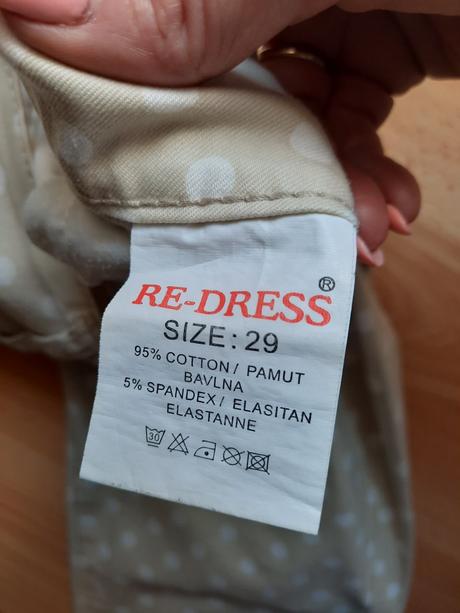 RE-DRESS®
SIZE: 29
95% COTTON / PAMUT
BAVLNA
5% SPANDEX / ELASITAN
ELASTANNE
30